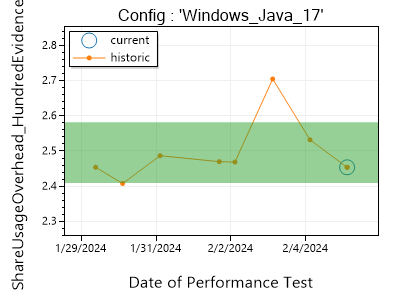 Config : 'Windows_Java_17'
ShareUsageOverhead_HundredEvidence
current
historic
2.8
2.7
2.6
2.5
2.4
2.3
1/29/2024
1/31/2024
2/2/2024
2/4/2024
Date of Performance Test